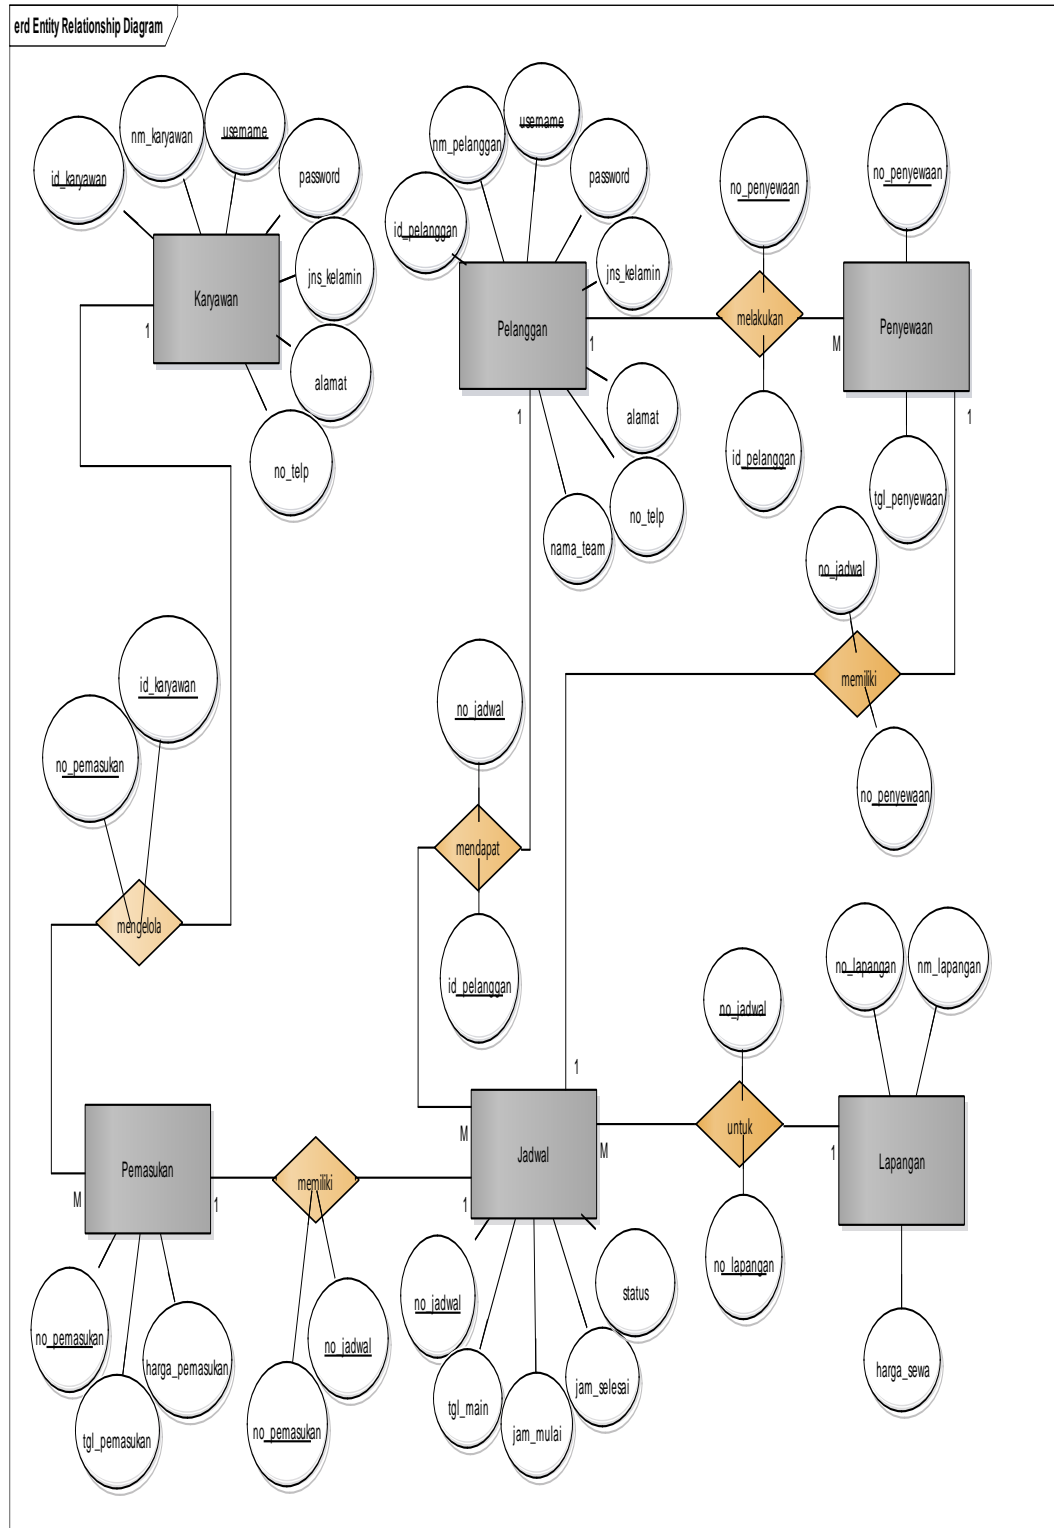 erd Entity Relationship Diagram
id_karyawan
nm_karyawan
username
password
jns_kelamin
alamat
no_telp
Karyawan
1
id_pelanggan
nm_pelanggan
username
password
jns_kelamin
alamat
no_telp
nama_team
Pelanggan
1
1
no_penyewaan
melakukan
id_pelanggan
no_penyewaan
Penyewaan
M
1
tgl_penyewaan
no_jadwal
memiliki
no_penyewaan
id_karyawan
no_pemasukan
mengelola
no_jadwal
mendapat
id_pelanggan
no_lapangan
nm_lapangan
no_jadwal
untuk
no_lapangan
Lapangan
1
harga_sewa
Pemasukan
M
1
memiliki
no_pemasukan
tgl_pemasukan
harga_pemasukan
no_pemasukan
no_jadwal
1
M
Jadwal
M
1
no_jadwal
tgl_main
jam_mulai
jam_selesai
status